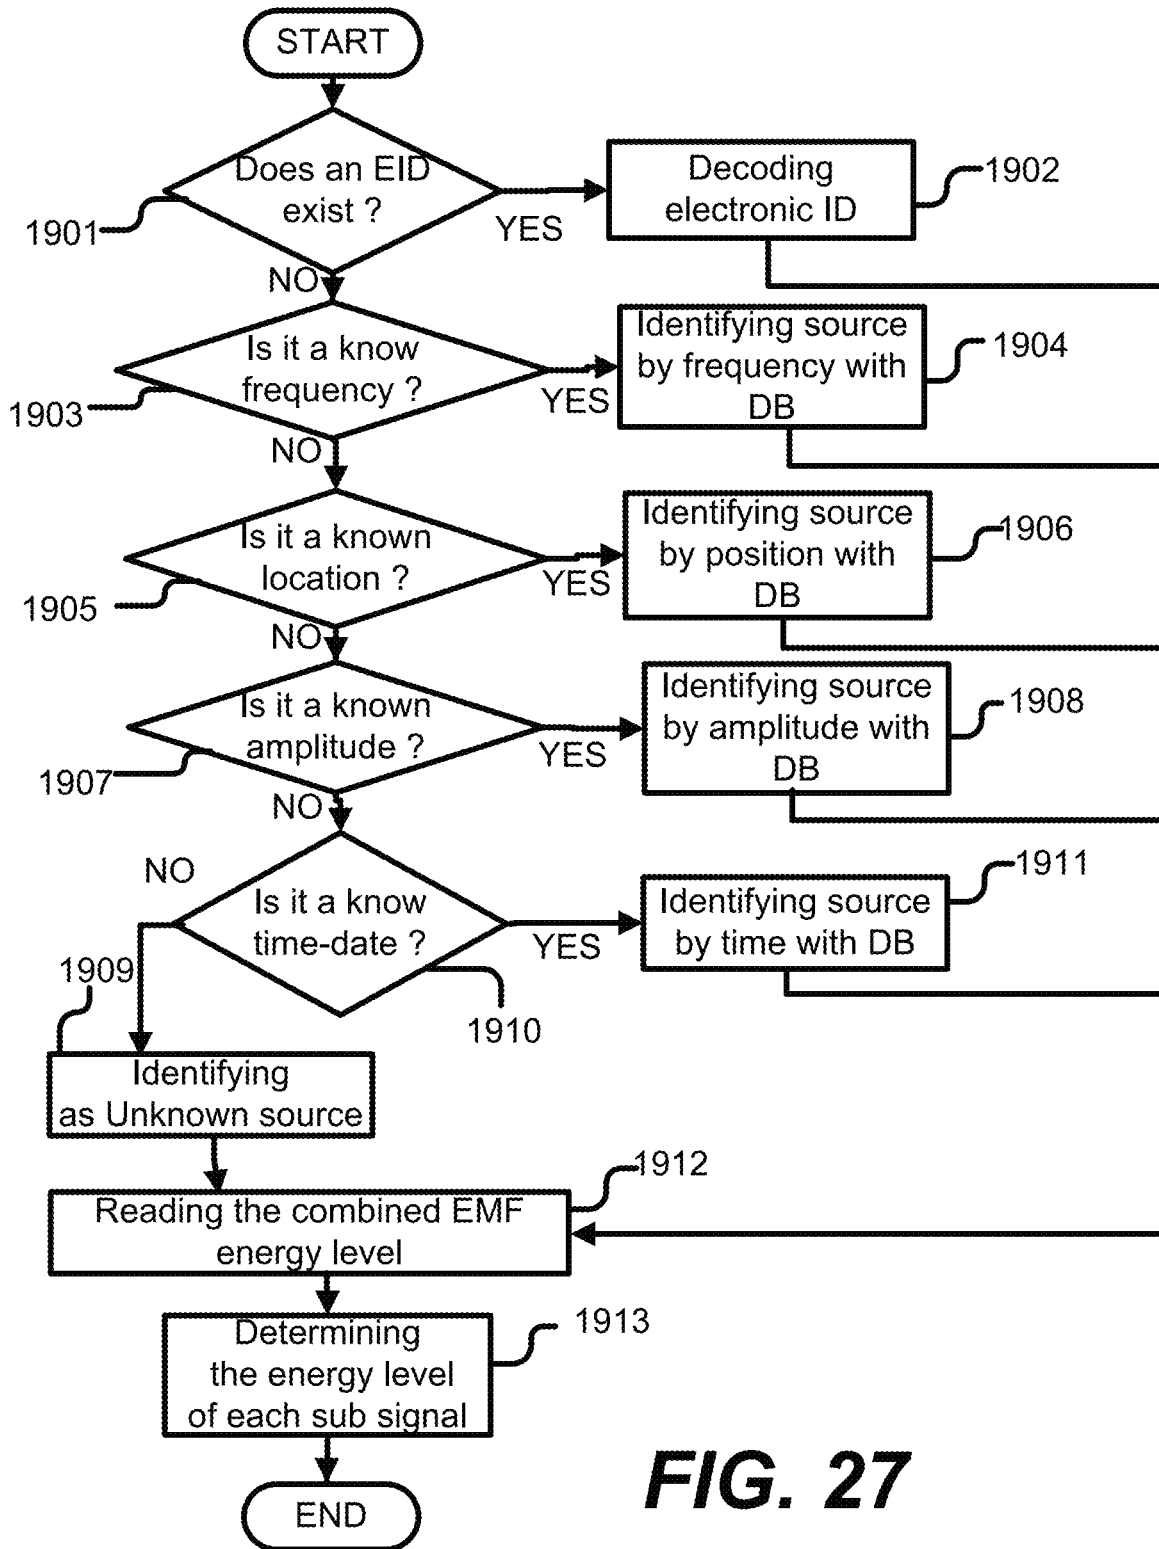 START
Does an EID
exist ?
1901
YES
Decoding
electronic ID
1902
NO
Is it a know
frequency ?
1903
YES
Identifying source
by frequency with
DB
1904
NO
Is it a known
location ?
1905
YES
Identifying source
by position with
DB
1906
NO
Is it a known
amplitude ?
1907
YES
Identifying source
by amplitude with
DB
1908
NO
NO
Is it a know
time-date ?
1910
YES
Identifying source
by time with DB
1911
1909
Identifying
as Unknown source
Reading the combined EMF
energy level
1912
Determining
the energy level
of each sub signal
1913
END
FIG. 27